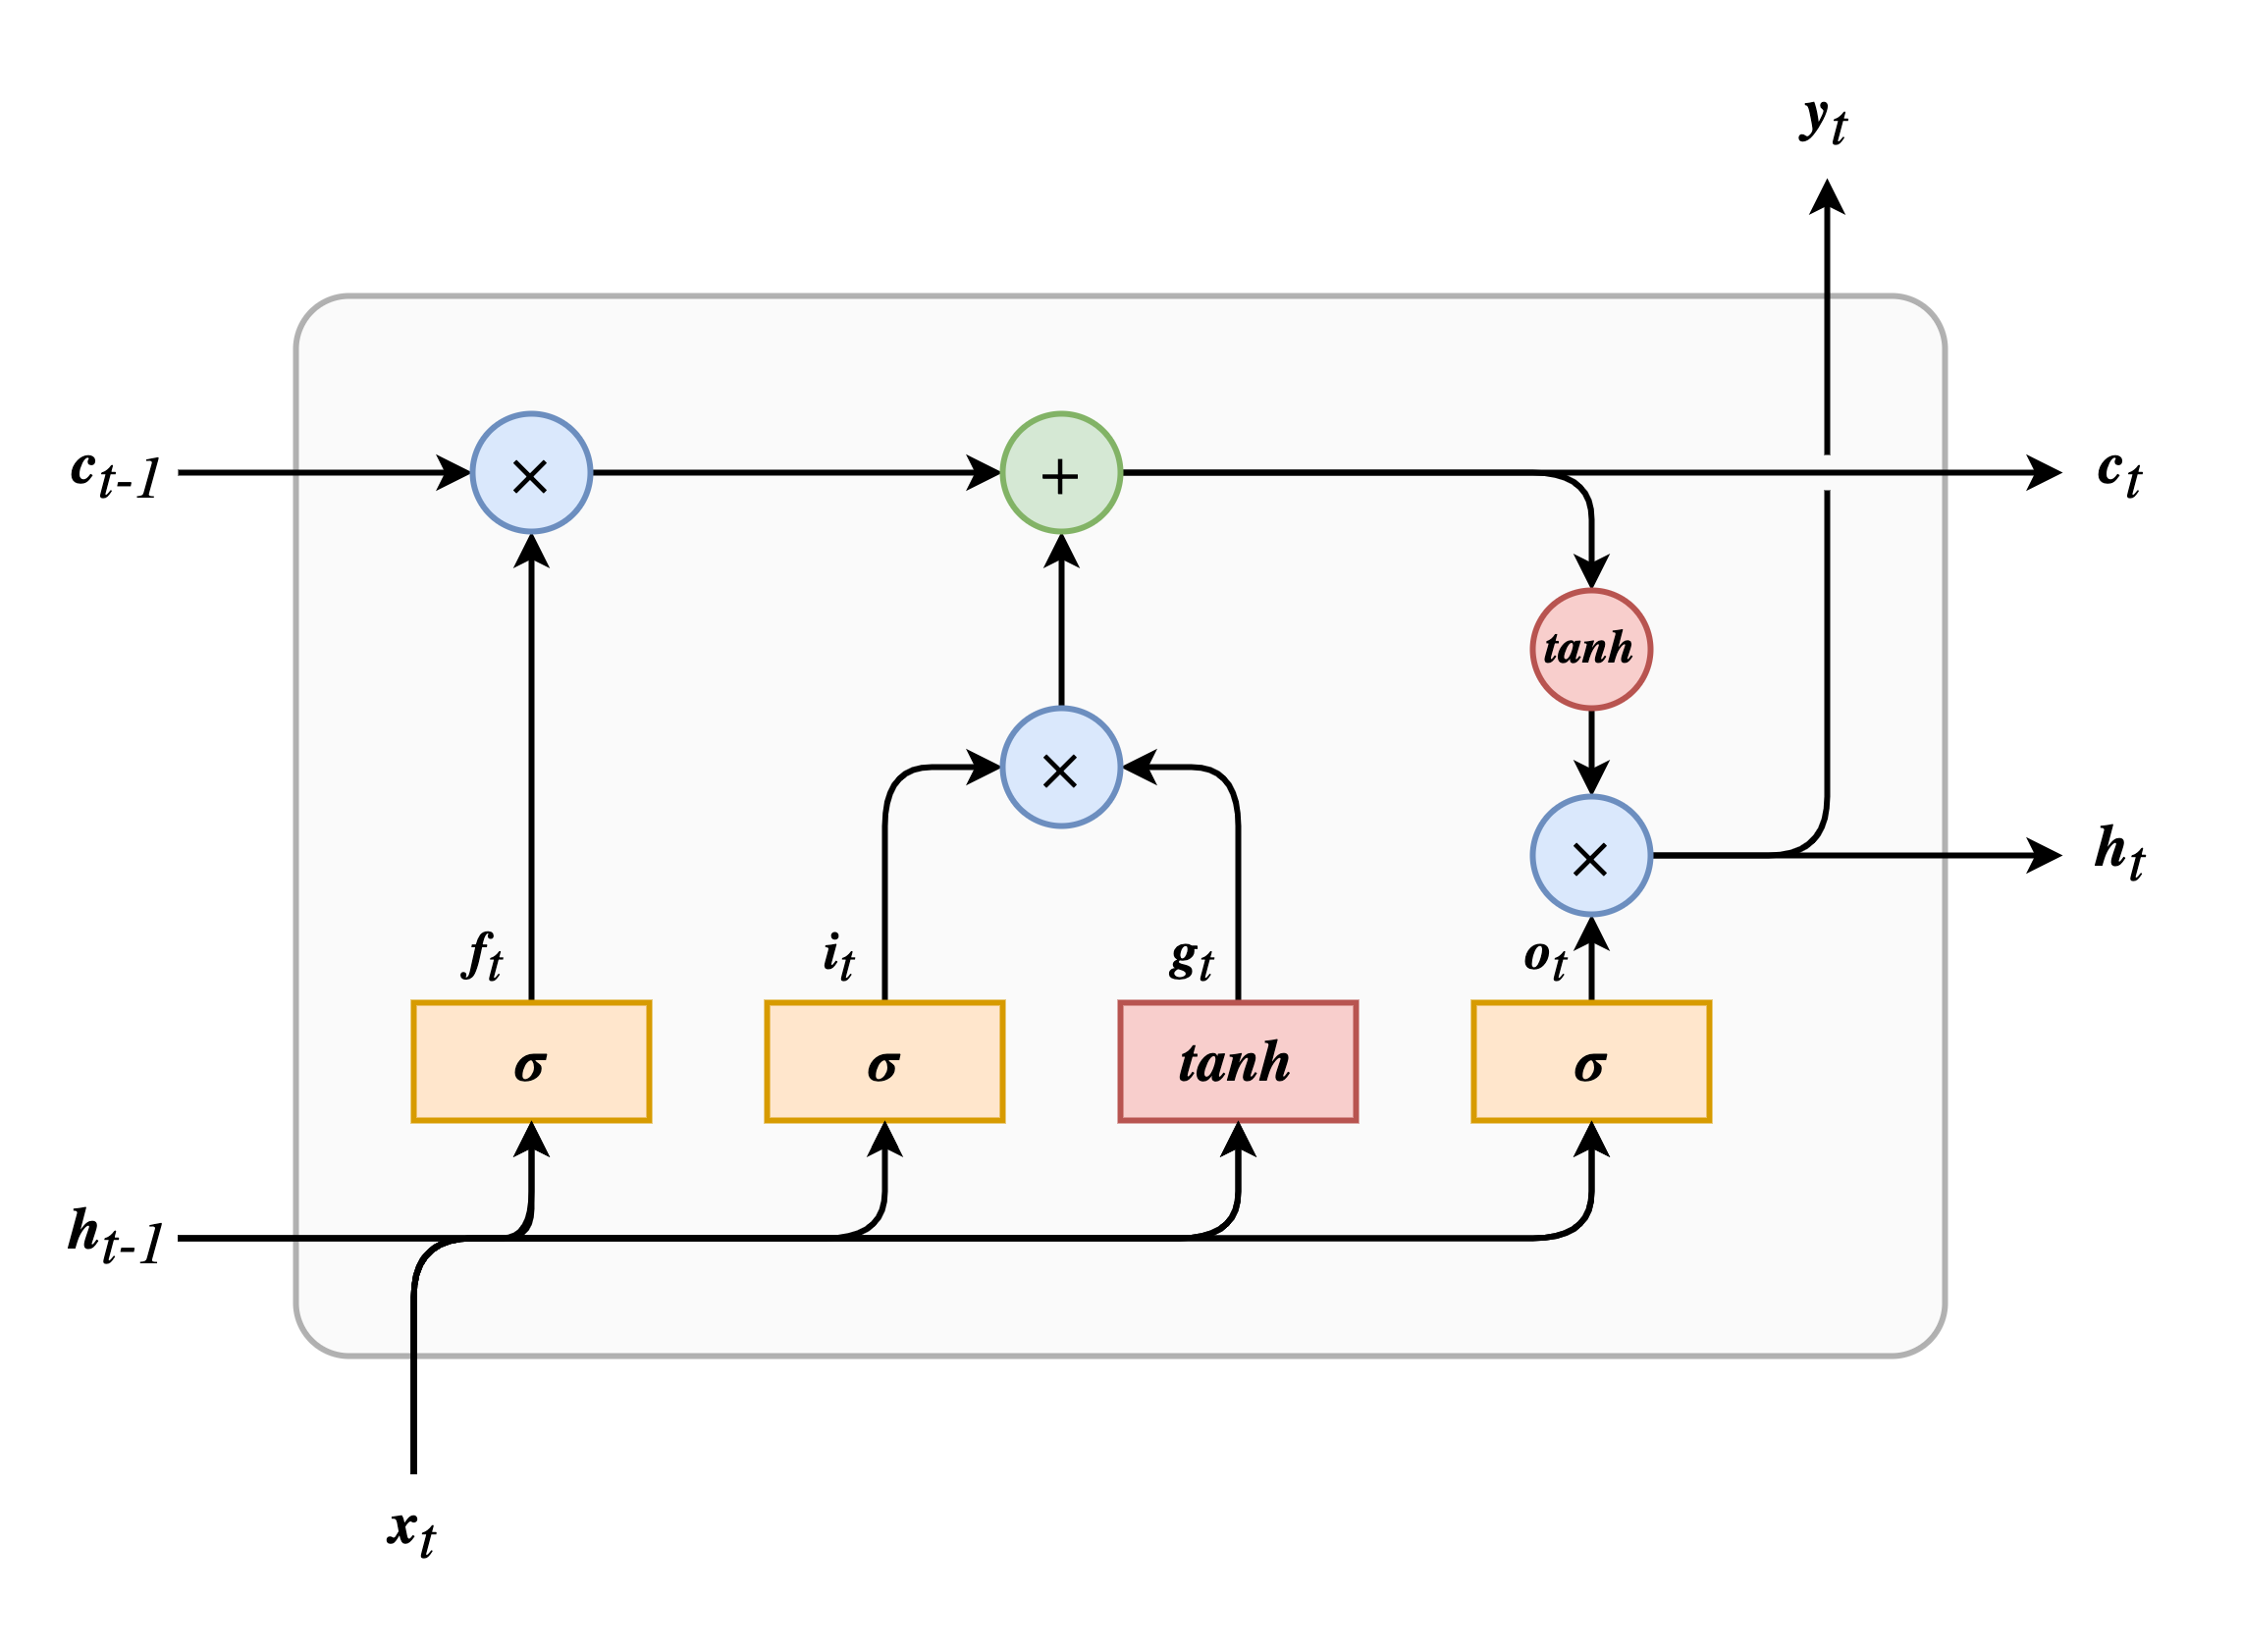 y_t
c_{t-1} × + c_t
tanh
×
× h_t
f_t i_t g_t o_t
σ σ tanh σ
h_{t-1}
x_t